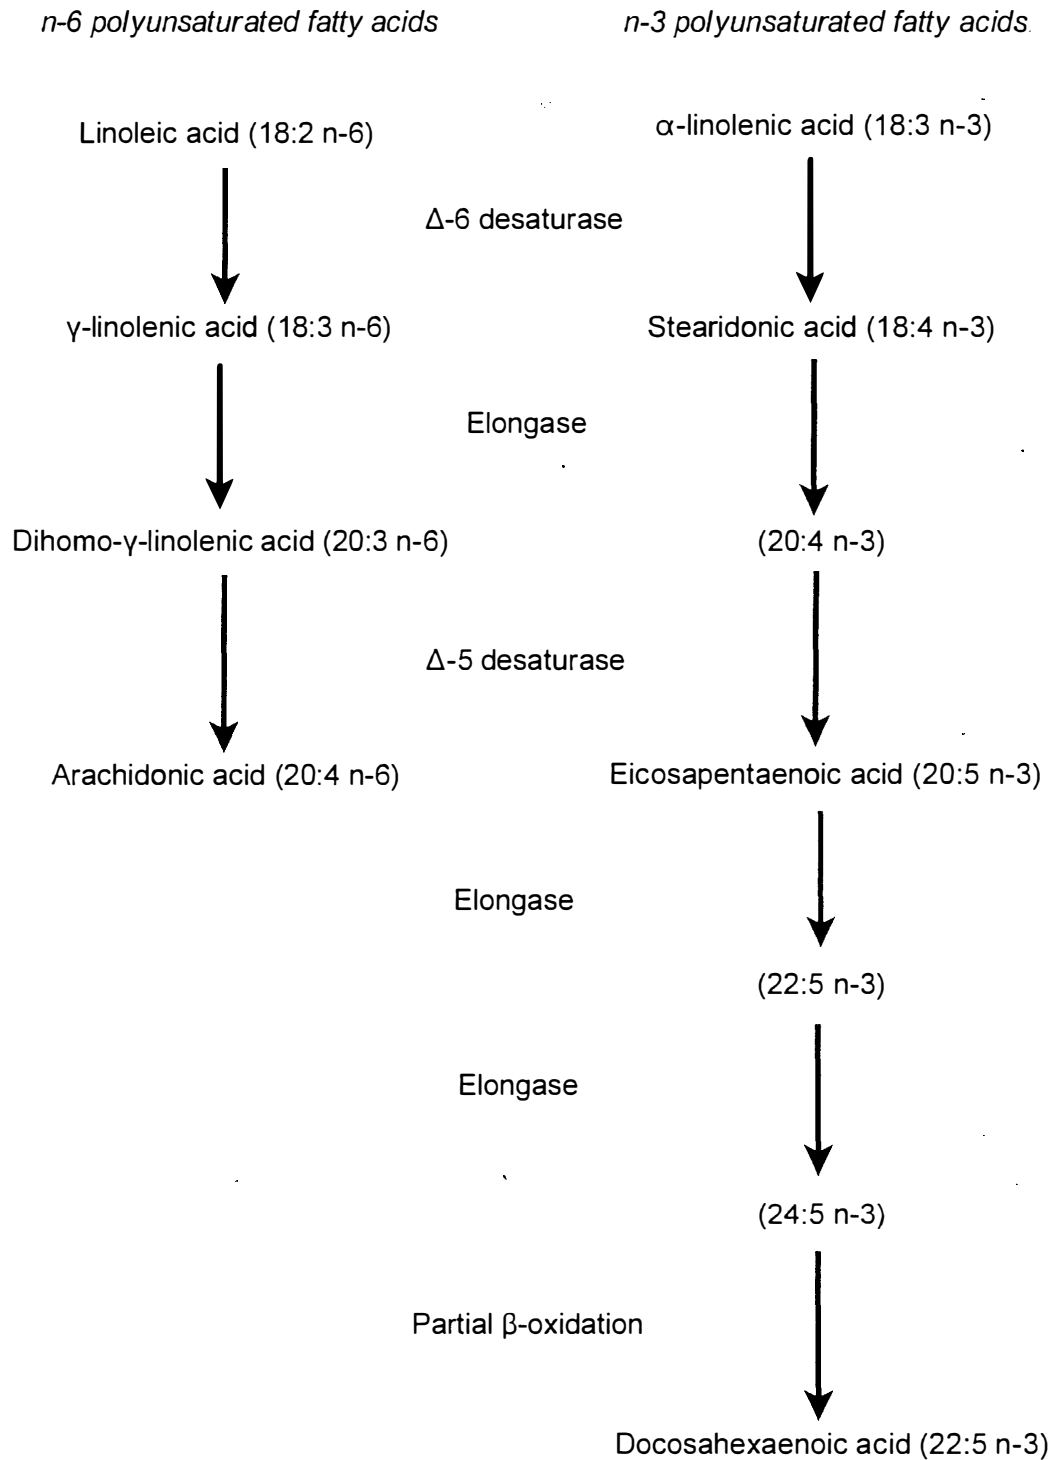 n-6 polyunsaturated fatty acids
n-3 polyunsaturated fatty acids
Linoleic acid (18:2 n-6)
α-linolenic acid (18:3 n-3)
Δ-6 desaturase
γ-linolenic acid (18:3 n-6)
Stearidonic acid (18:4 n-3)
Elongase
Dihomo-γ-linolenic acid (20:3 n-6)
(20:4 n-3)
Δ-5 desaturase
Arachidonic acid (20:4 n-6)
Eicosapentaenoic acid (20:5 n-3)
Elongase
(22:5 n-3)
Elongase
(24:5 n-3)
Partial β-oxidation
Docosahexaenoic acid (22:5 n-3)